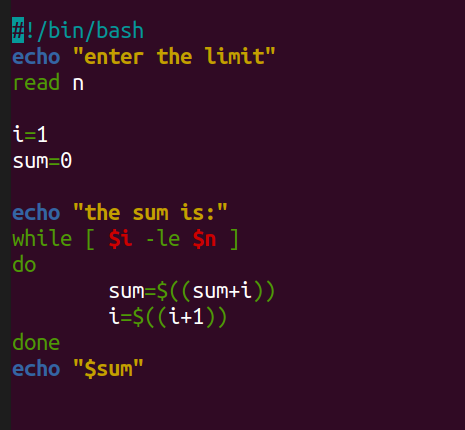 #!/bin/bash
echo "enter the limit"
read n

i=1
sum=0

echo "the sum is:"
while [ $i -le $n ]
do
        sum=$((sum+i))
        i=$((i+1))
done
echo "$sum"